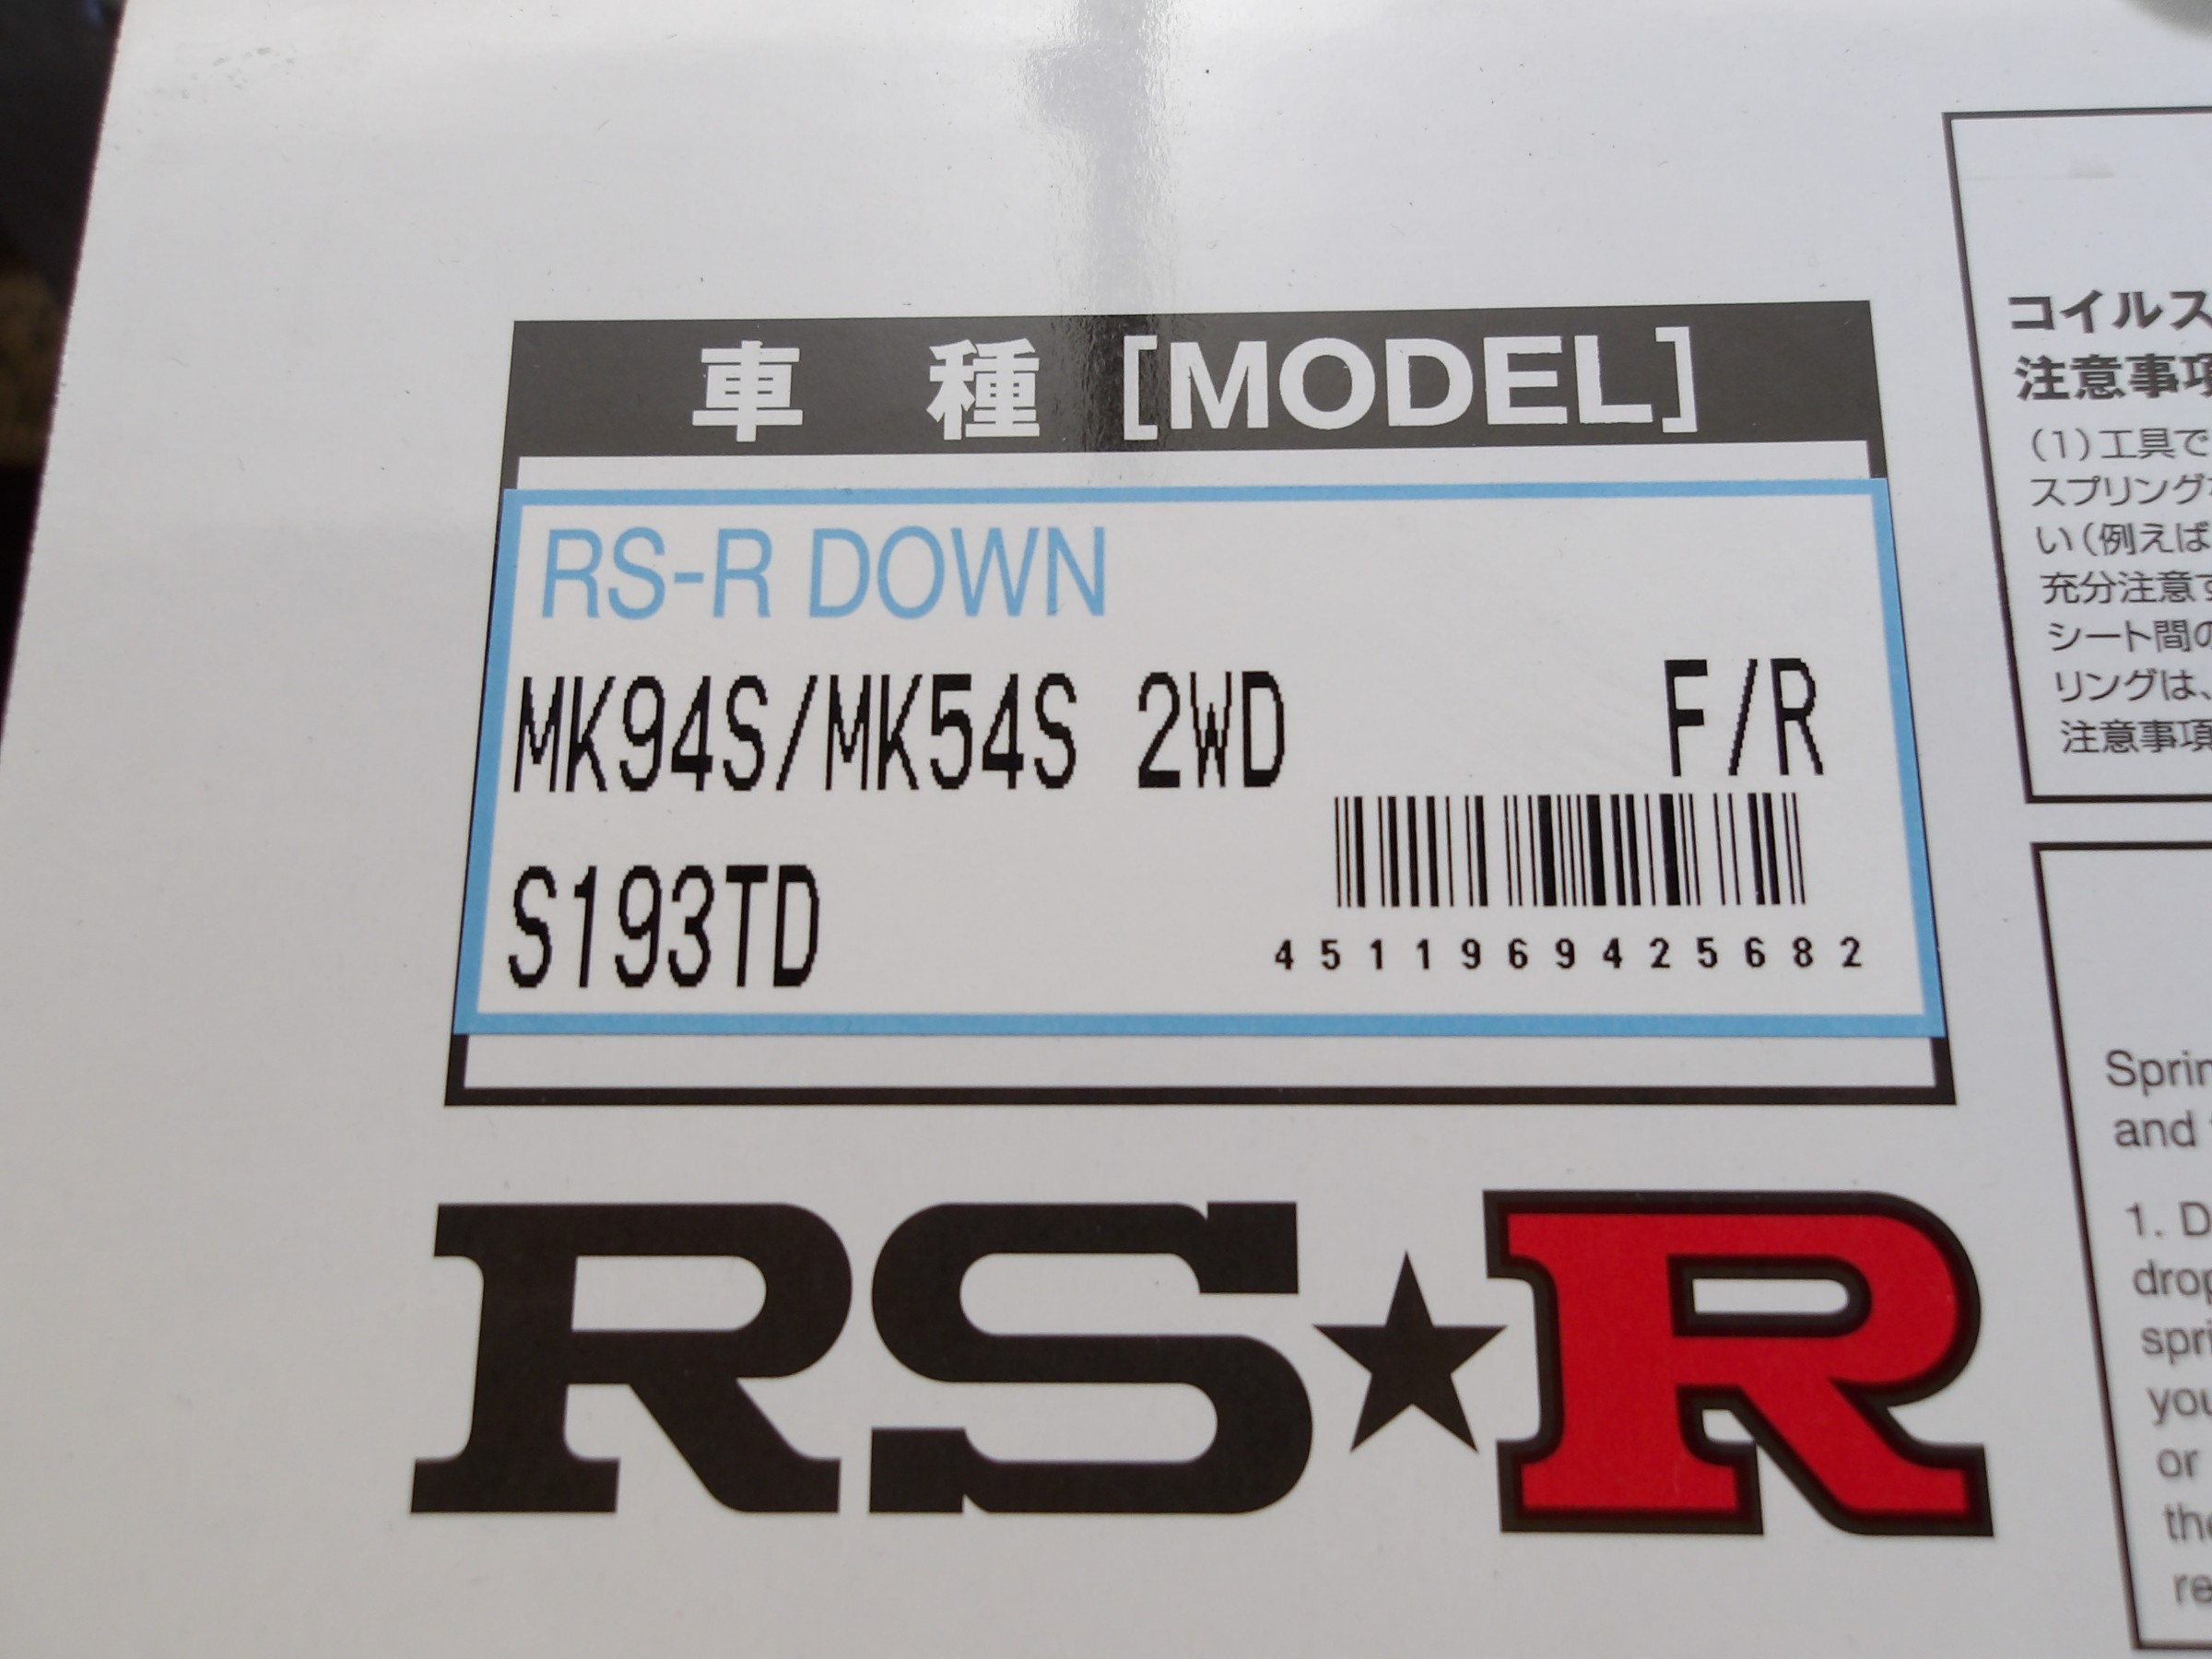 車種 [MODEL]
RS-R DOWN
MK94S/MK54S 2WD F/R
S193TD
4511969425682
RS★R
コイルス
注意事項
(1)工具で
スプリング
い(例えば
充分注意す
シート間の
リングは、
注意事項
Sprin
and
1. D
drop
spri
you
or
the
re